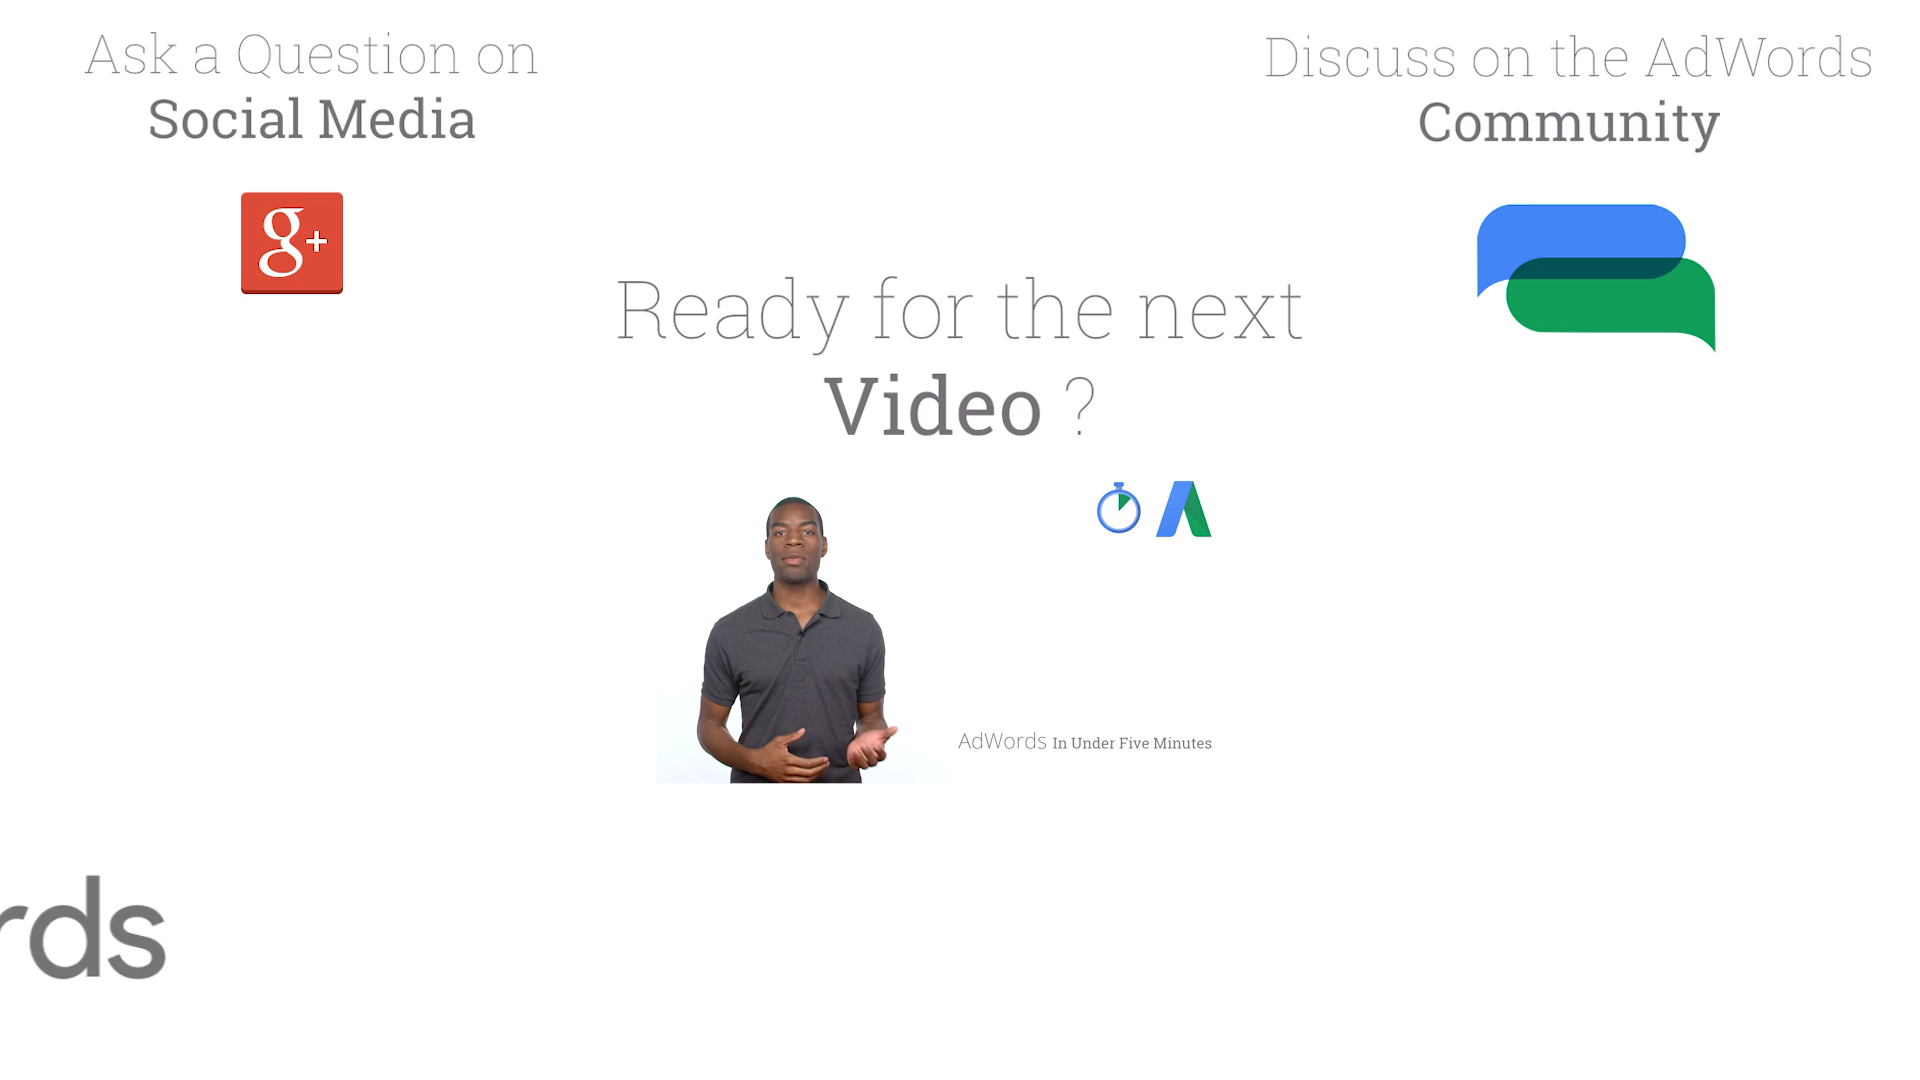 Ask a Question on
Social Media
g+
Discuss on the AdWords
Community
Ready for the next
Video ?
AdWords In Under Five Minutes
rds